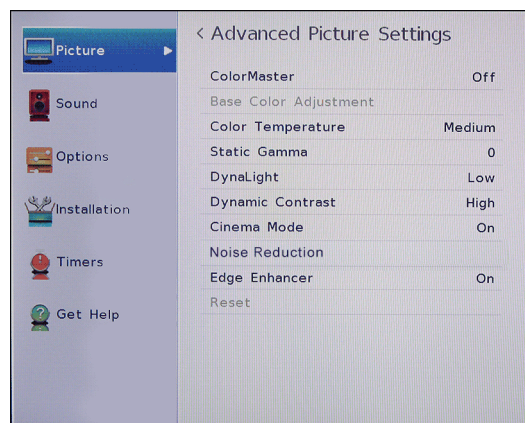 Picture
Sound
Options
Installation
Timers
Get Help
< Advanced Picture Settings
ColorMaster Off
Base Color Adjustment
Color Temperature Medium
Static Gamma 0
DynaLight Low
Dynamic Contrast High
Cinema Mode On
Noise Reduction
Edge Enhancer On
Reset